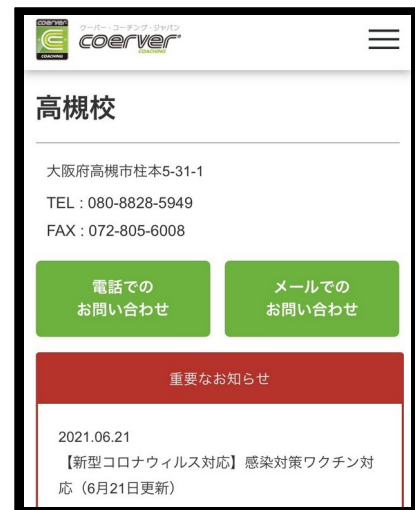 coerver
COACHING
クーバー・コーチング・ジャパン
coerver
COACHING
高槻校
大阪府高槻市柱本5-31-1
TEL : 080-8828-5949
FAX : 072-805-6008
電話での
お問い合わせ
メールでの
お問い合わせ
重要なお知らせ
2021.06.21
【新型コロナウィルス対応】感染対策ワクチン対
応（6月21日更新）